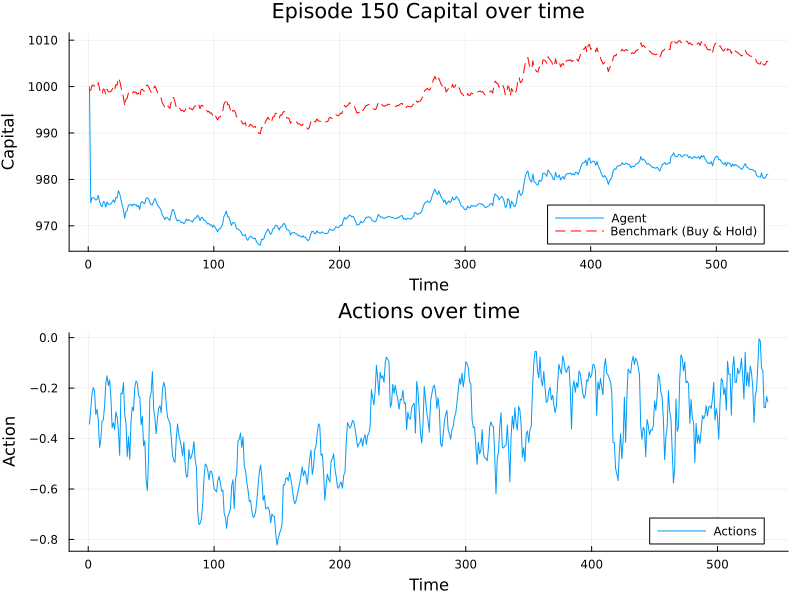 Episode 150 Capital over time
1010
1000
990
980
970
Capital
Agent
Benchmark (Buy & Hold)
0 100 200 300 400 500
Time
Actions over time
0.0
−0.2
−0.4
−0.6
−0.8
Action
Actions
0 100 200 300 400 500
Time